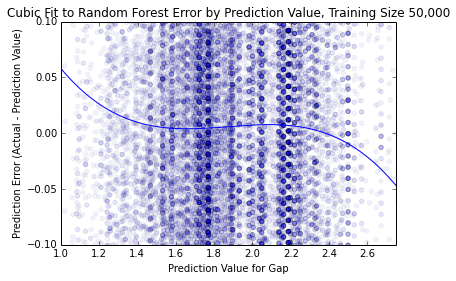 Cubic Fit to Random Forest Error by Prediction Value, Training Size 50,000
0.10
0.05
0.00
−0.05
−0.10
Prediction Error (Actual - Prediction Value)
1.0 1.2 1.4 1.6 1.8 2.0 2.2 2.4 2.6
Prediction Value for Gap